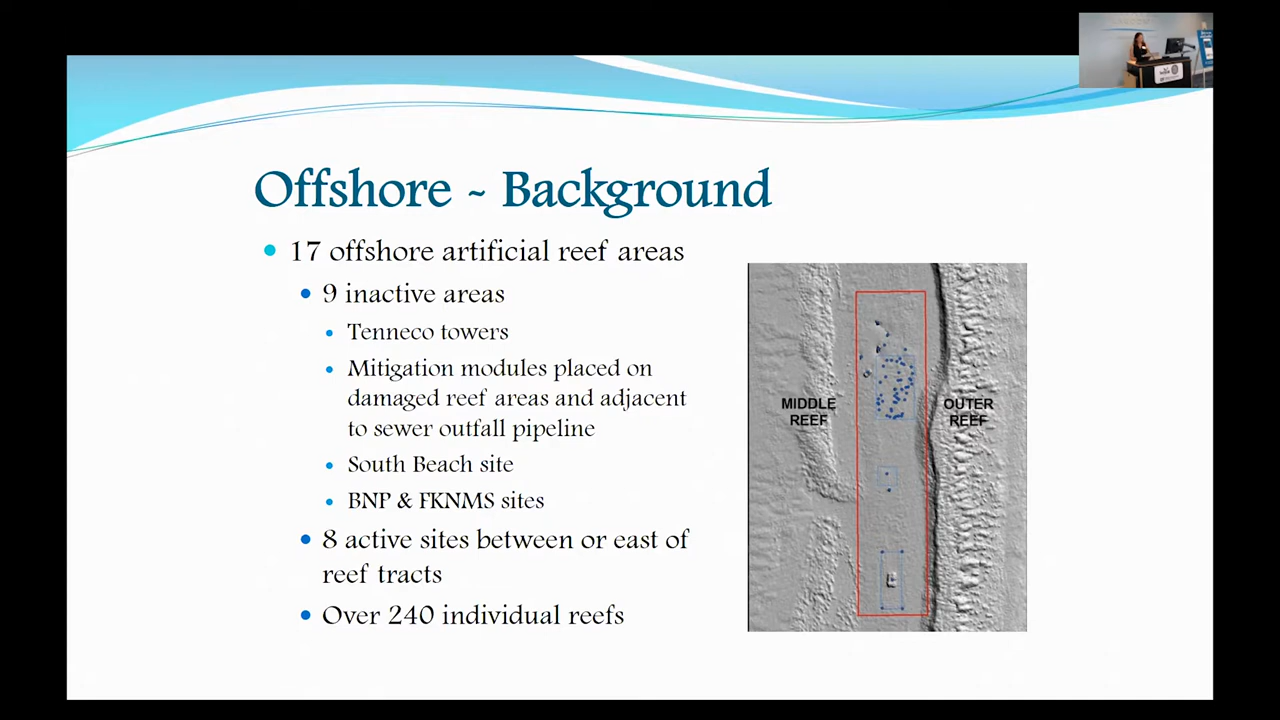 Offshore ~ Background
17 offshore artificial reef areas
9 inactive areas
Tenneco towers
Mitigation modules placed on
damaged reef areas and adjacent
to sewer outfall pipeline
South Beach site
BNP & FKNMS sites
8 active sites between or east of
reef tracts
Over 240 individual reefs
MIDDLE
REEF
OUTER
REEF